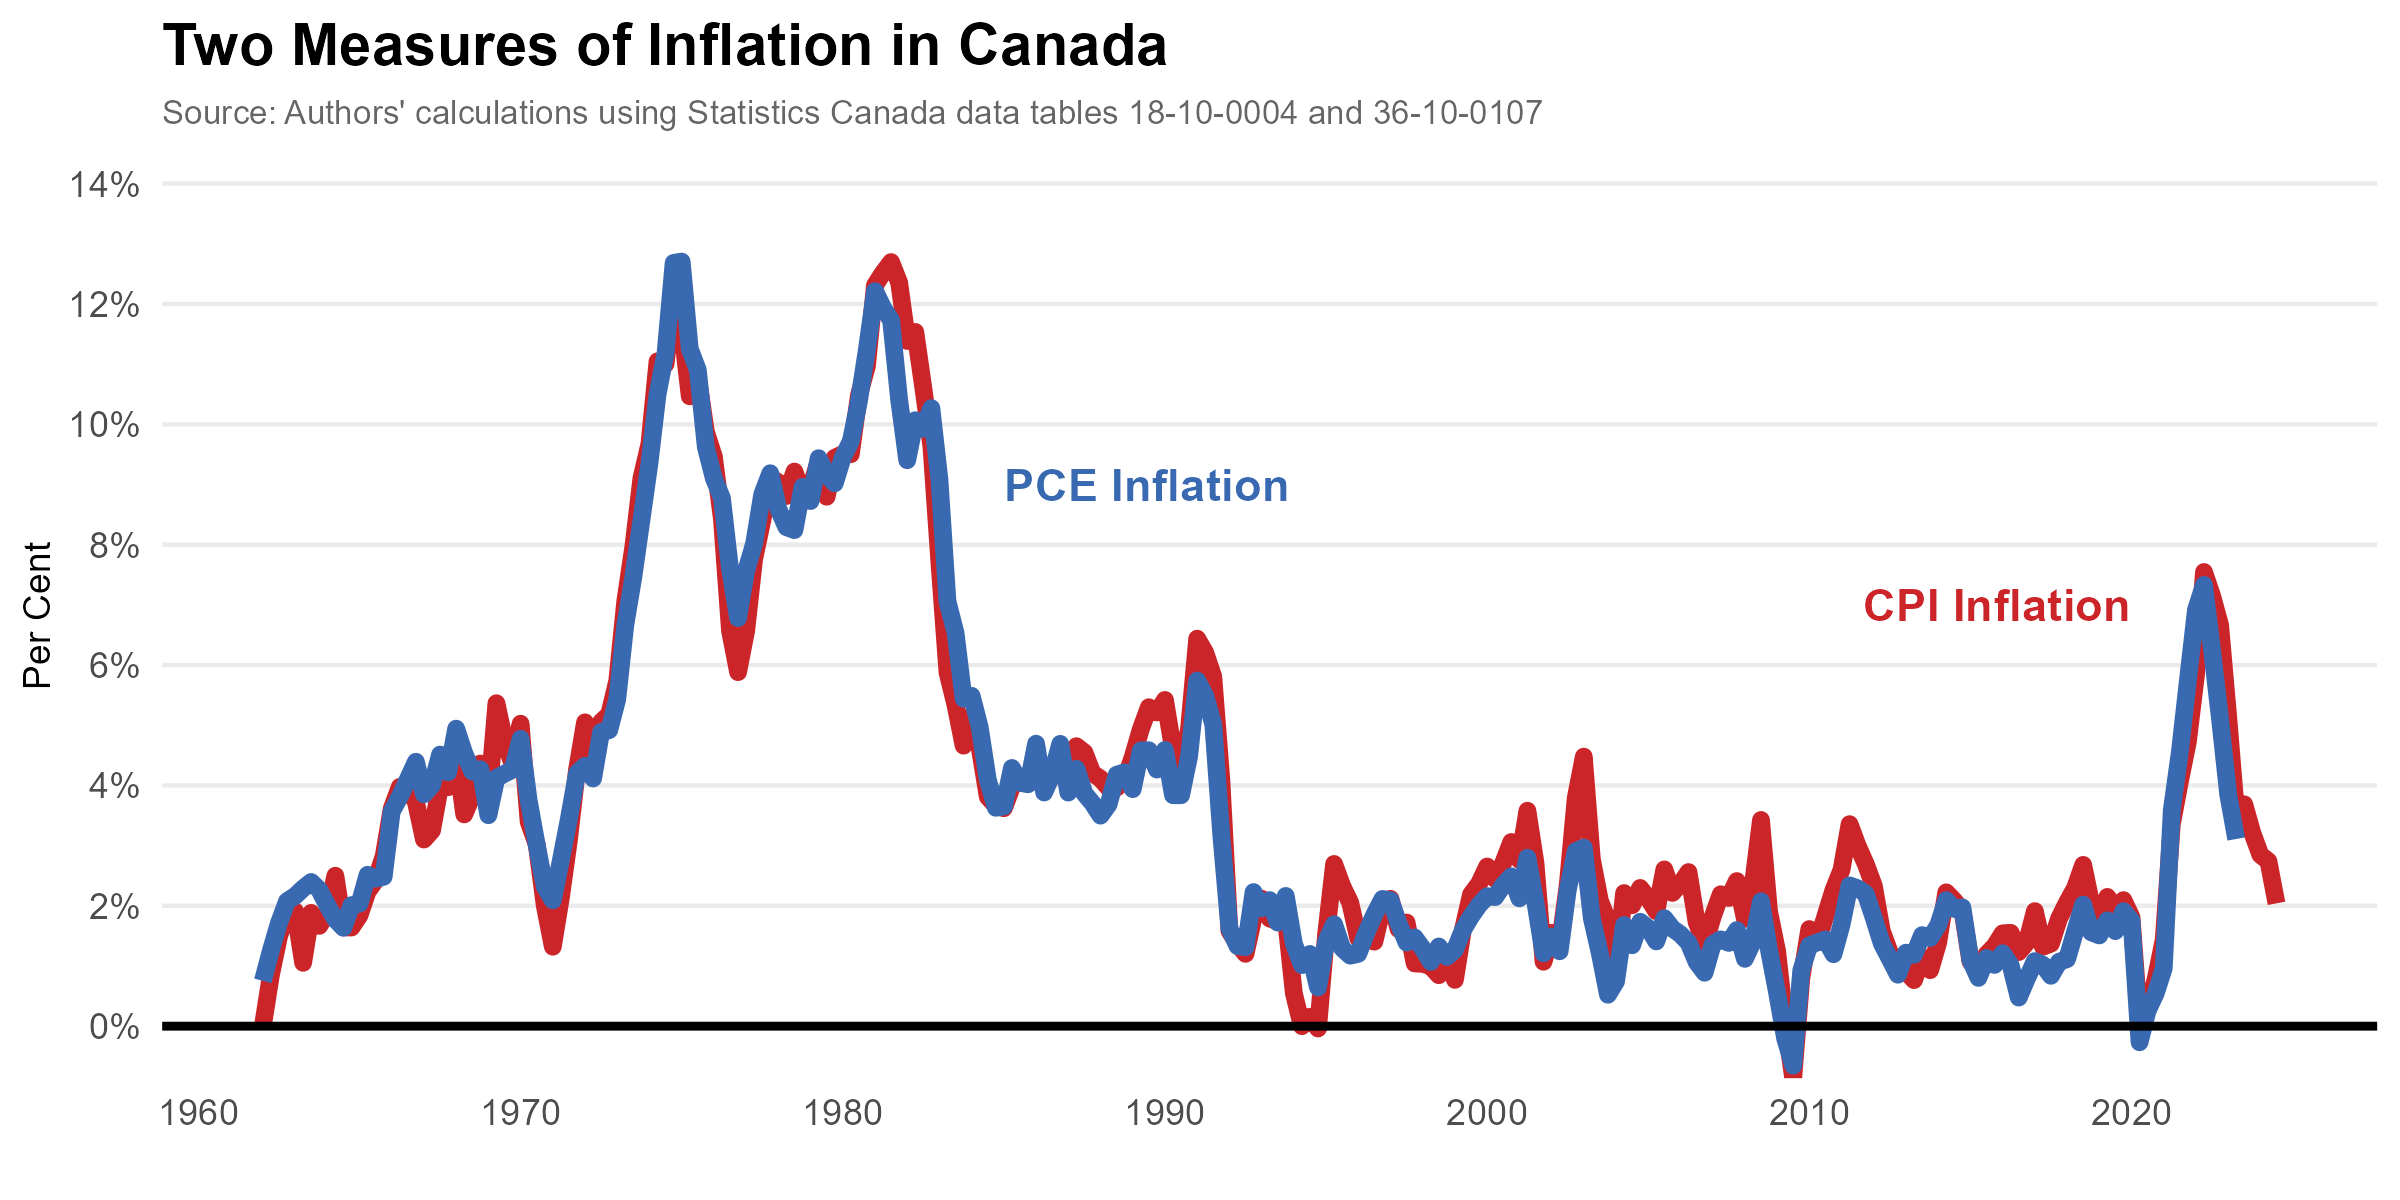 Two Measures of Inflation in Canada
Source: Authors' calculations using Statistics Canada data tables 18-10-0004 and 36-10-0107
14%
12%
10%
8%
6%
4%
2%
0%
Per Cent
PCE Inflation
CPI Inflation
1960 1970 1980 1990 2000 2010 2020